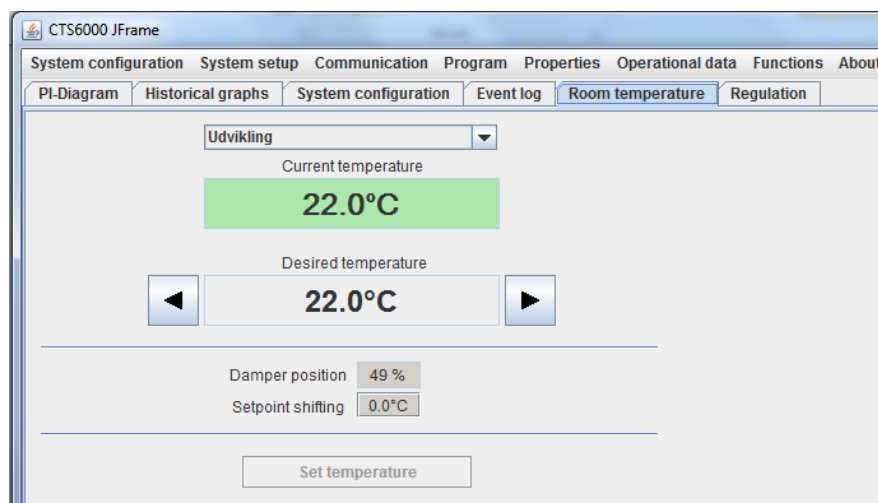 CTS6000 JFrame
System configuration System setup Communication Program Properties Operational data Functions About
PI-Diagram Historical graphs System configuration Event log Room temperature Regulation
Udvikling
Current temperature
22.0°C
Desired temperature
22.0°C
Damper position 49 %
Setpoint shifting 0.0°C
Set temperature